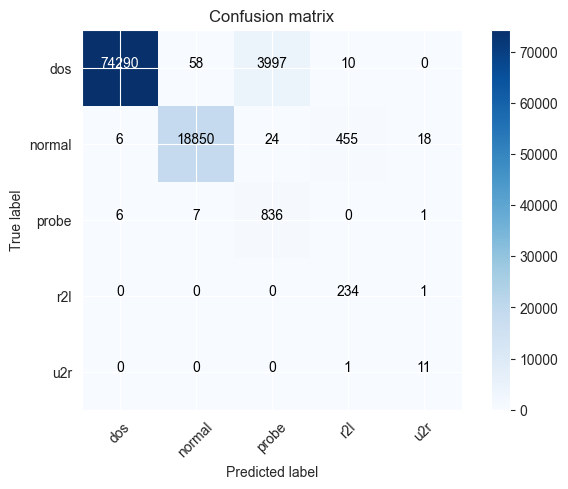 Confusion matrix
True label
dos 74290 58 3997 10 0
normal 6 18850 24 455 18
probe 6 7 836 0 1
r2l 0 0 0 234 1
u2r 0 0 0 1 11
dos normal probe r2l u2r
Predicted label
70000
60000
50000
40000
30000
20000
10000
0